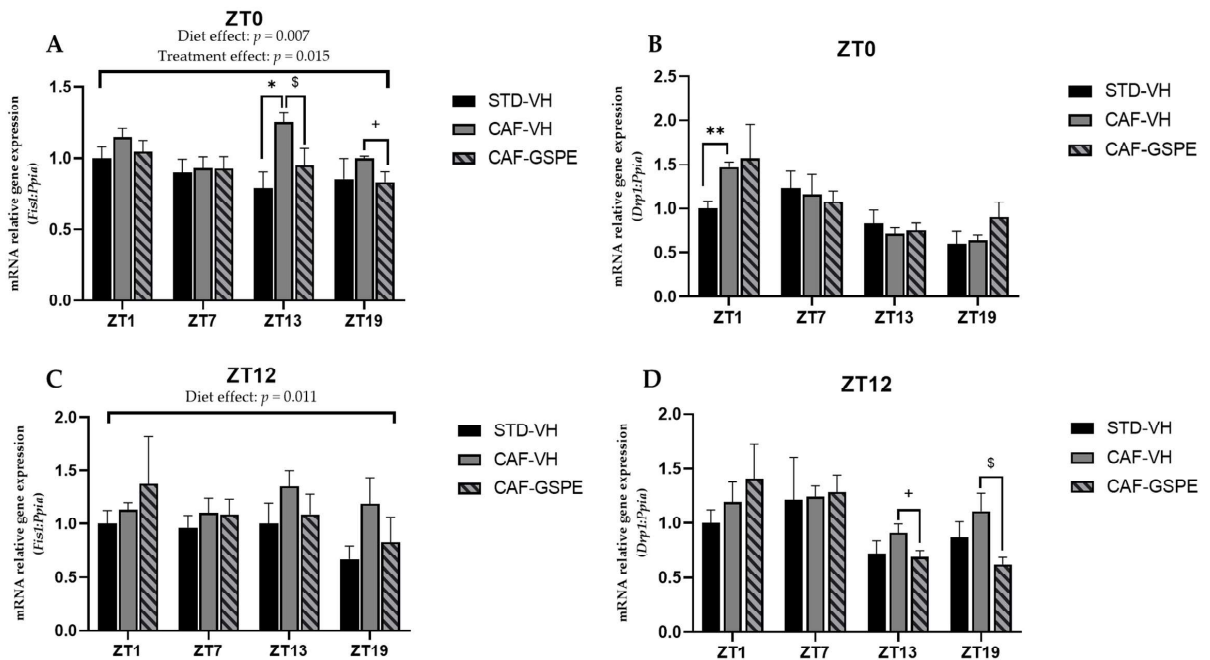 A
ZT0
Diet effect: p = 0.007
Treatment effect: p = 0.015
mRNA relative gene expression
(Fis1:Ppia)
1.5
1.0
0.5
0.0
* $
+
ZT1 ZT7 ZT13 ZT19
STD-VH
CAF-VH
CAF-GSPE
B
ZT0
mRNA relative gene expression
(Drp1:Ppia)
2.5
2.0
1.5
1.0
0.5
0.0
**
ZT1 ZT7 ZT13 ZT19
STD-VH
CAF-VH
CAF-GSPE
C
ZT12
Diet effect: p = 0.011
mRNA relative gene expression
(Fis1:Ppia)
2.0
1.5
1.0
0.5
0.0
ZT1 ZT7 ZT13 ZT19
STD-VH
CAF-VH
CAF-GSPE
D
ZT12
mRNA relative gene expression
(Drp1:Ppia)
2.0
1.5
1.0
0.5
0.0
+
$
ZT1 ZT7 ZT13 ZT19
STD-VH
CAF-VH
CAF-GSPE